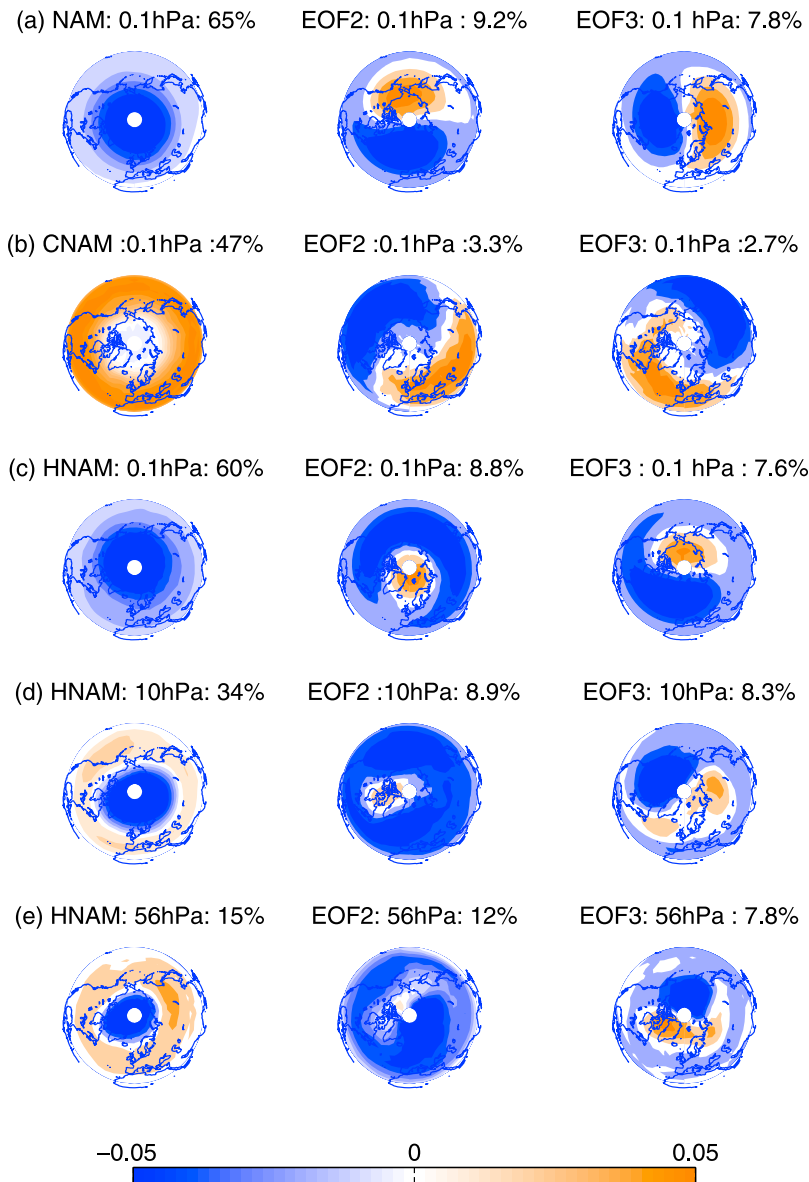 (a) NAM: 0.1hPa: 65%
EOF2: 0.1hPa : 9.2%
EOF3: 0.1 hPa: 7.8%
(b) CNAM :0.1hPa :47%
EOF2 :0.1hPa :3.3%
EOF3: 0.1hPa :2.7%
(c) HNAM: 0.1hPa: 60%
EOF2: 0.1hPa: 8.8%
EOF3 : 0.1 hPa : 7.6%
(d) HNAM: 10hPa: 34%
EOF2 :10hPa: 8.9%
EOF3: 10hPa: 8.3%
(e) HNAM: 56hPa: 15%
EOF2: 56hPa: 12%
EOF3: 56hPa : 7.8%
−0.05
0
0.05